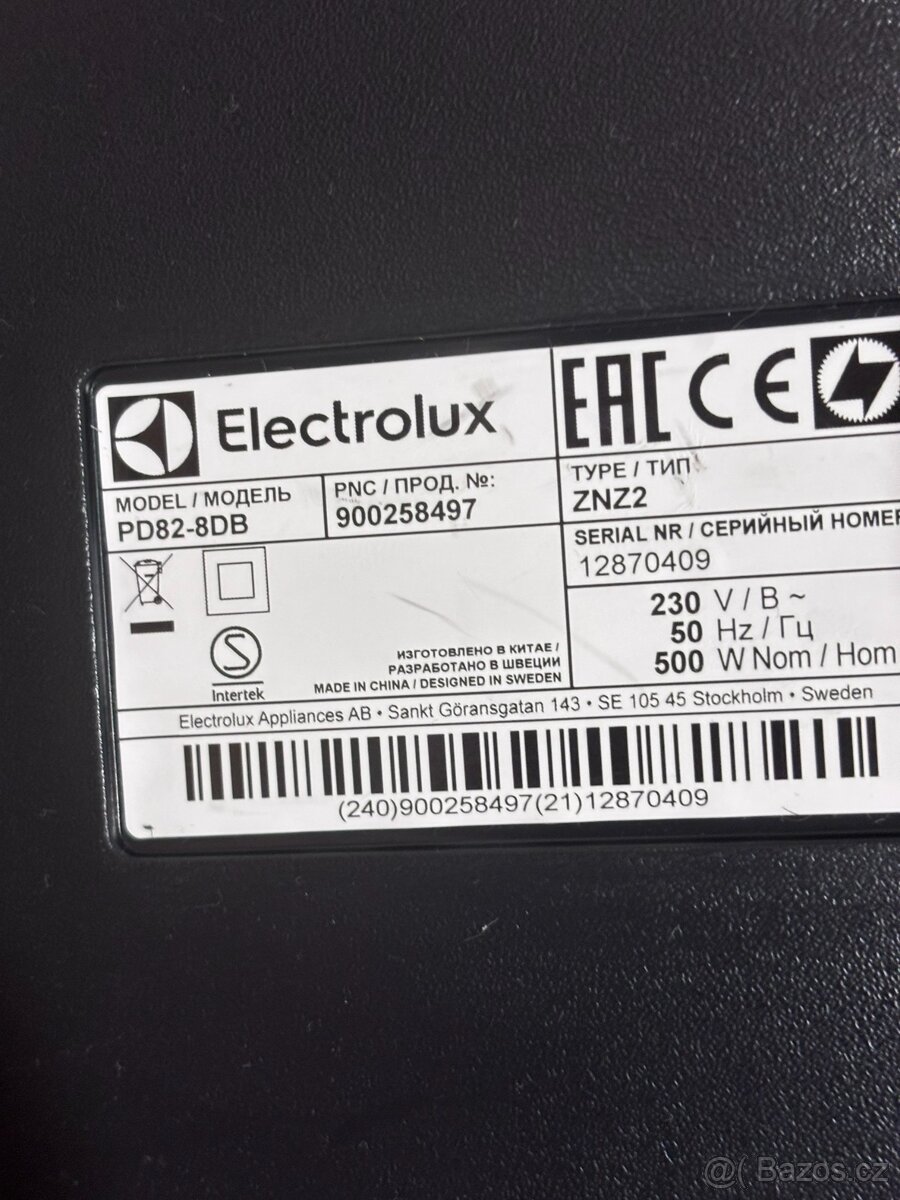 Electrolux
EAC CE
MODEL / МОДЕЛЬ
PD82-8DB
PNC / ПРОД. №:
900258497
TYPE / ТИП
ZNZ2
SERIAL NR / СЕРИЙНЫЙ НОМЕР
12870409
230 V / В ~
50 Hz / Гц
500 W Nom / Hom
S
Intertek
ИЗГОТОВЛЕНО В КИТАЕ /
РАЗРАБОТАНО В ШВЕЦИИ
MADE IN CHINA / DESIGNED IN SWEDEN
Electrolux Appliances AB • Sankt Göransgatan 143 • SE 105 45 Stockholm • Sweden
(240)900258497(21)12870409
@( Bazos.cz